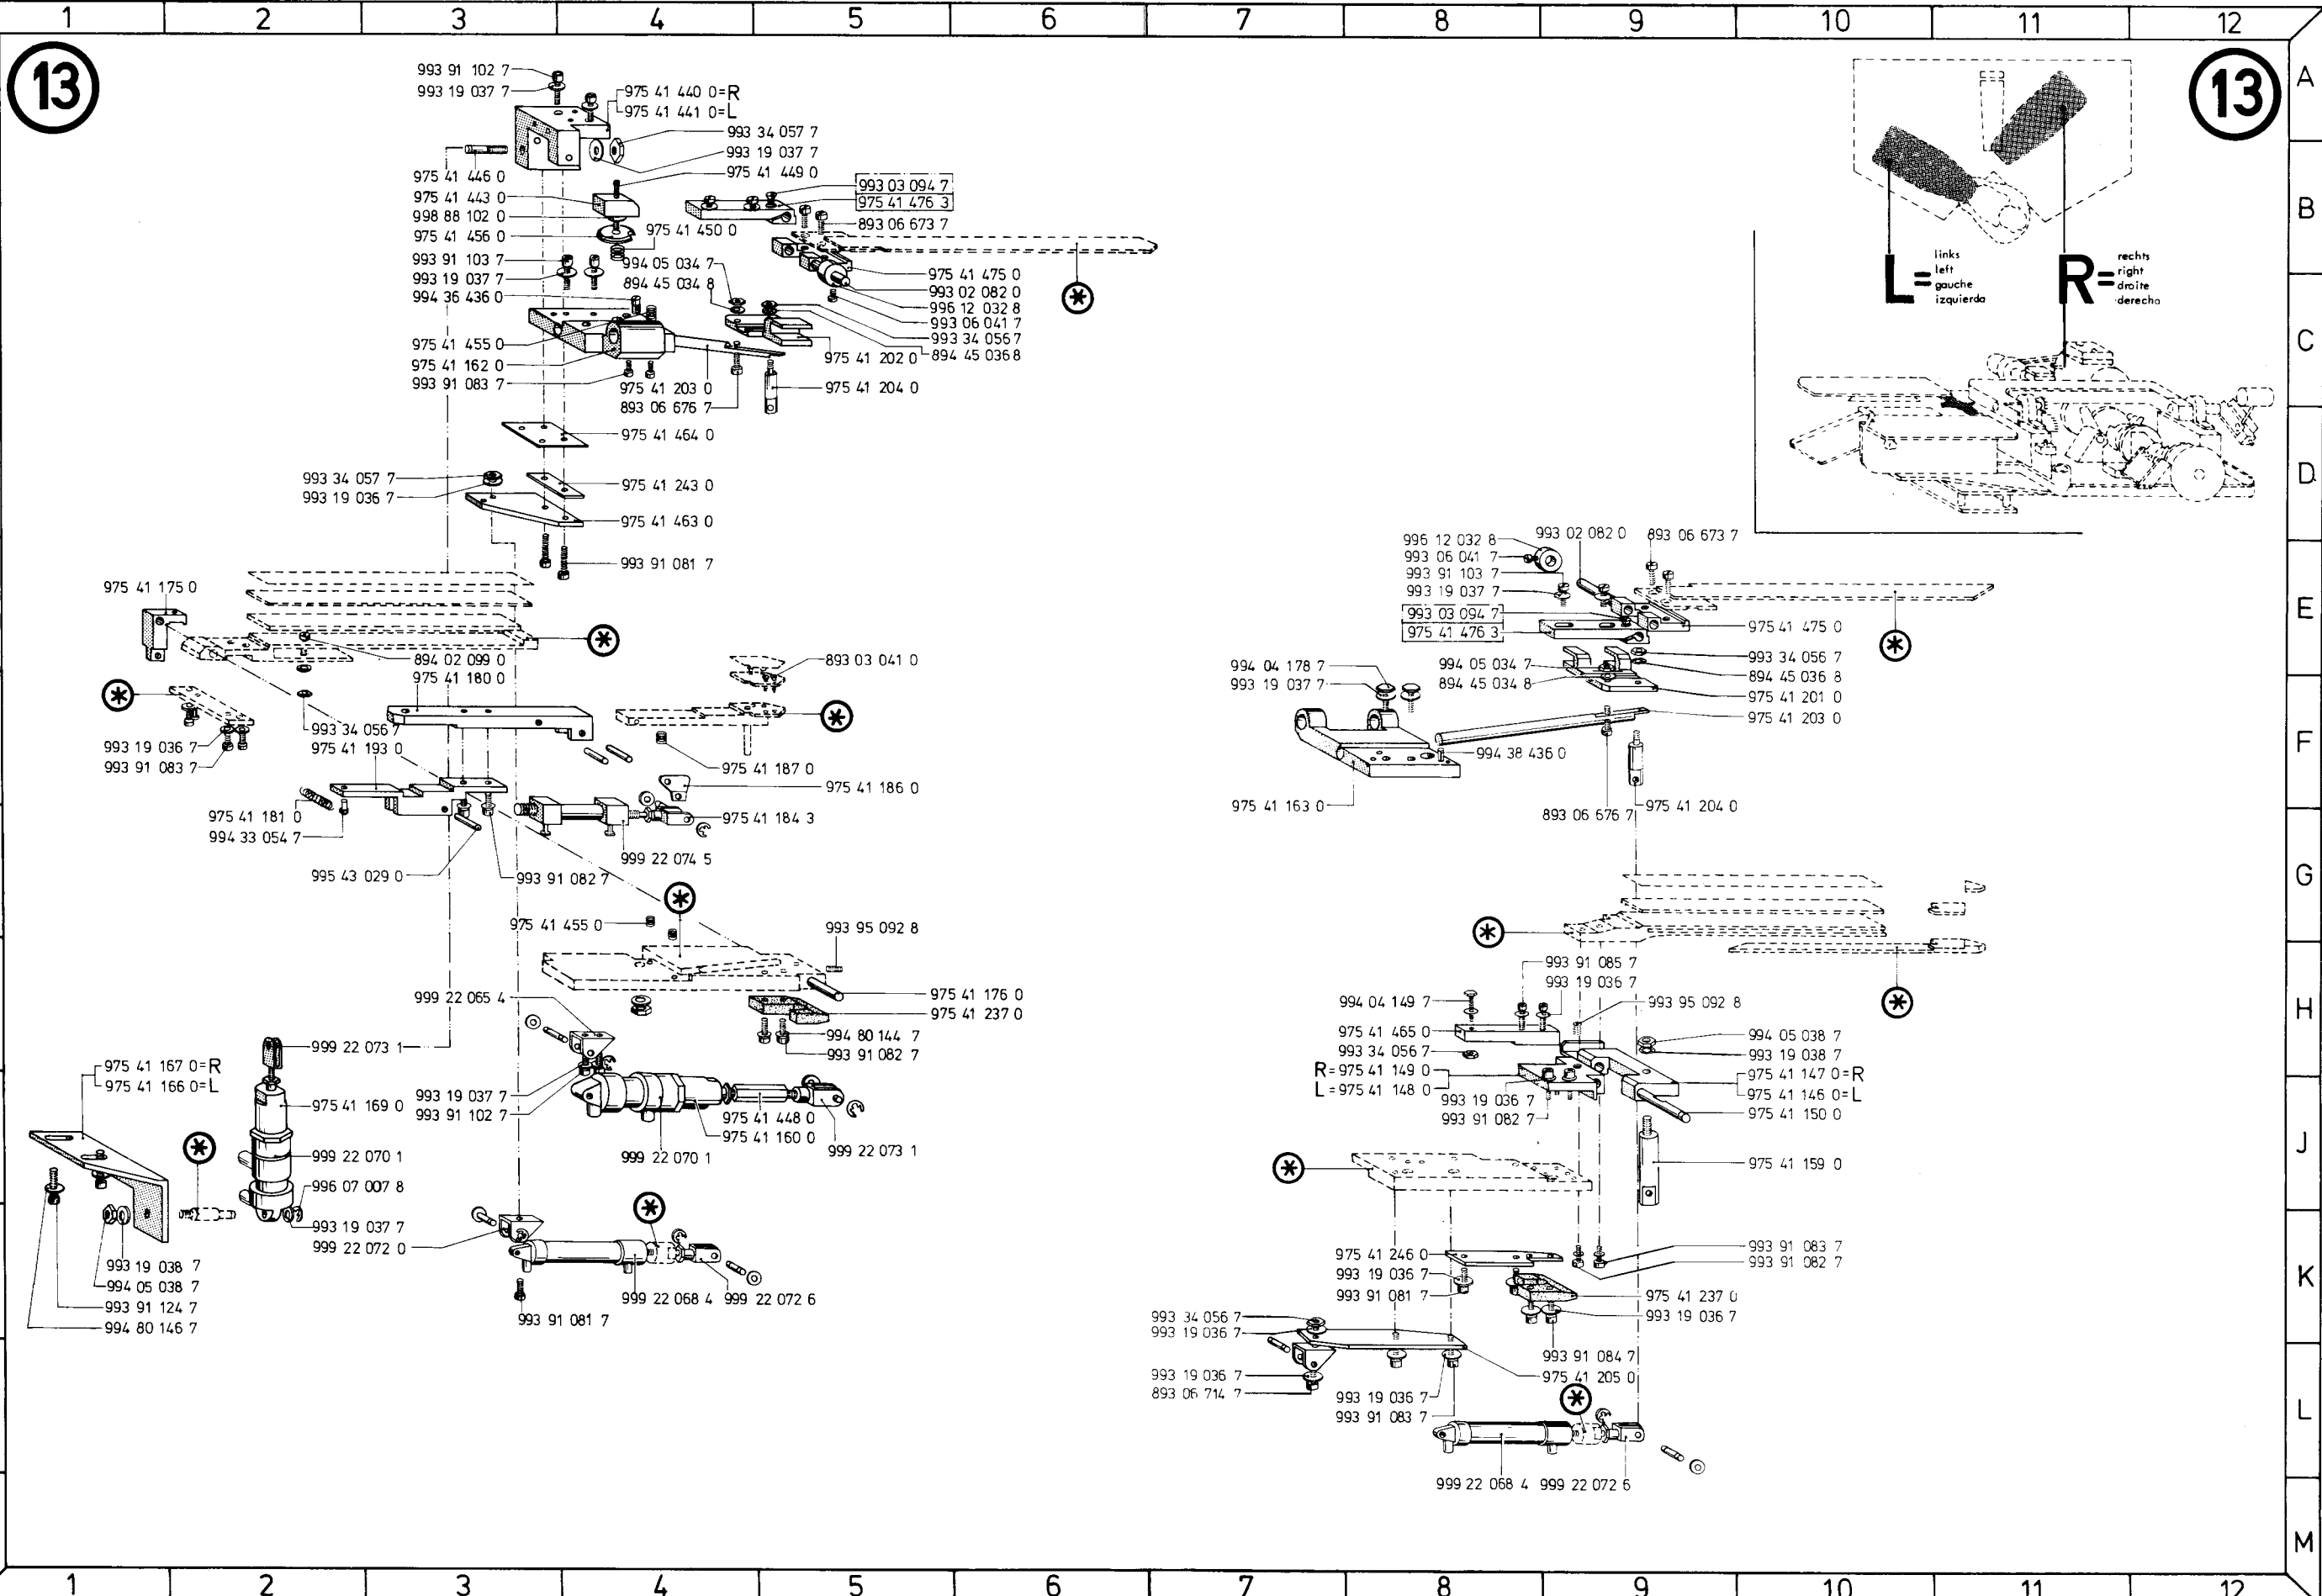 1 2 3 4 5 6 7 8 9 10 11 12
13
13
A
B
C
D
E
F
G
H
J
K
L
M
993 91 102 7
993 19 037 7
975 41 440 0=R
975 41 441 0=L
993 34 057 7
993 19 037 7
975 41 449 0
975 41 446 0
975 41 443 0
998 88 102 0
975 41 456 0
975 41 450 0
993 91 103 7
993 19 037 7
994 36 436 0
994 05 034 7
894 45 034 8
993 03 094 7
975 41 476 3
893 06 673 7
975 41 475 0
993 02 082 0
996 12 032 8
993 06 041 7
993 34 056 7
894 45 036 8
975 41 455 0
975 41 162 0
993 91 083 7
975 41 202 0
975 41 203 0
893 06 676 7
975 41 204 0
975 41 464 0
993 34 057 7
993 19 036 7
975 41 243 0
975 41 463 0
993 91 081 7
975 41 175 0
894 02 099 0
975 41 180 0
893 03 041 0
993 34 056 7
975 41 193 0
993 19 036 7
993 91 083 7
975 41 187 0
975 41 186 0
975 41 181 0
994 33 054 7
975 41 184 3
999 22 074 5
995 43 029 0
993 91 082 7
975 41 455 0
993 95 092 8
999 22 065 4
975 41 176 0
975 41 237 0
994 80 144 7
993 91 082 7
999 22 073 1
975 41 167 0=R
975 41 166 0=L
975 41 169 0
993 19 037 7
993 91 102 7
975 41 448 0
975 41 160 0
999 22 070 1
999 22 073 1
999 22 070 1
996 07 007 8
993 19 037 7
999 22 072 0
993 19 038 7
994 05 038 7
993 91 124 7
994 80 146 7
999 22 068 4
999 22 072 6
993 91 081 7
L=
links
left
gauche
izquierda
R=
rechts
right
droite
derecho
996 12 032 8
993 02 082 0
893 06 673 7
993 06 041 7
993 91 103 7
993 19 037 7
993 03 094 7
975 41 476 3
975 41 475 0
994 04 178 7
993 19 037 7
994 05 034 7
894 45 034 8
993 34 056 7
894 45 036 8
975 41 201 0
975 41 203 0
994 38 436 0
975 41 163 0
893 06 676 7
975 41 204 0
993 91 085 7
993 19 036 7
994 04 149 7
993 95 092 8
975 41 465 0
993 34 056 7
R=975 41 149 0
L=975 41 148 0
994 05 038 7
993 19 038 7
975 41 147 0=R
975 41 146 0=L
975 41 150 0
993 19 036 7
993 91 082 7
975 41 159 0
975 41 246 0
993 19 036 7
993 91 081 7
993 91 083 7
993 91 082 7
975 41 237 0
993 19 036 7
993 34 056 7
993 19 036 7
993 91 084 7
975 41 205 0
993 19 036 7
893 06 714 7
993 19 036 7
993 91 083 7
999 22 068 4
999 22 072 6
1 2 3 4 5 6 7 8 9 10 11 12